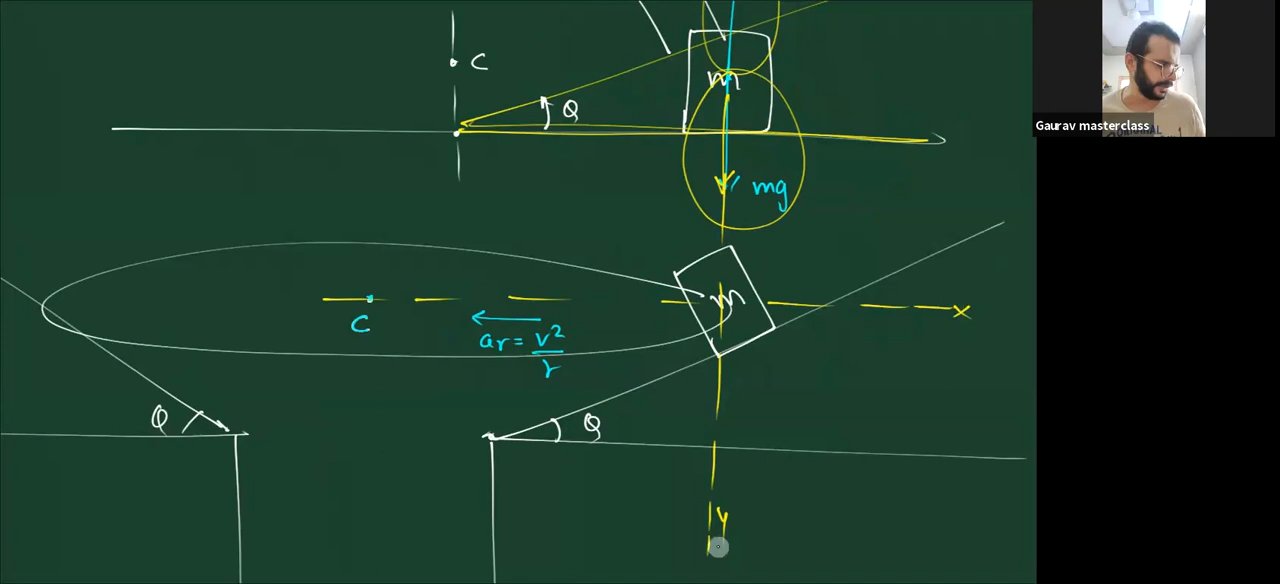 C
m
Q
Gaurav masterclass
mg
m
x
C
ar = v²/r
Q
Q
y